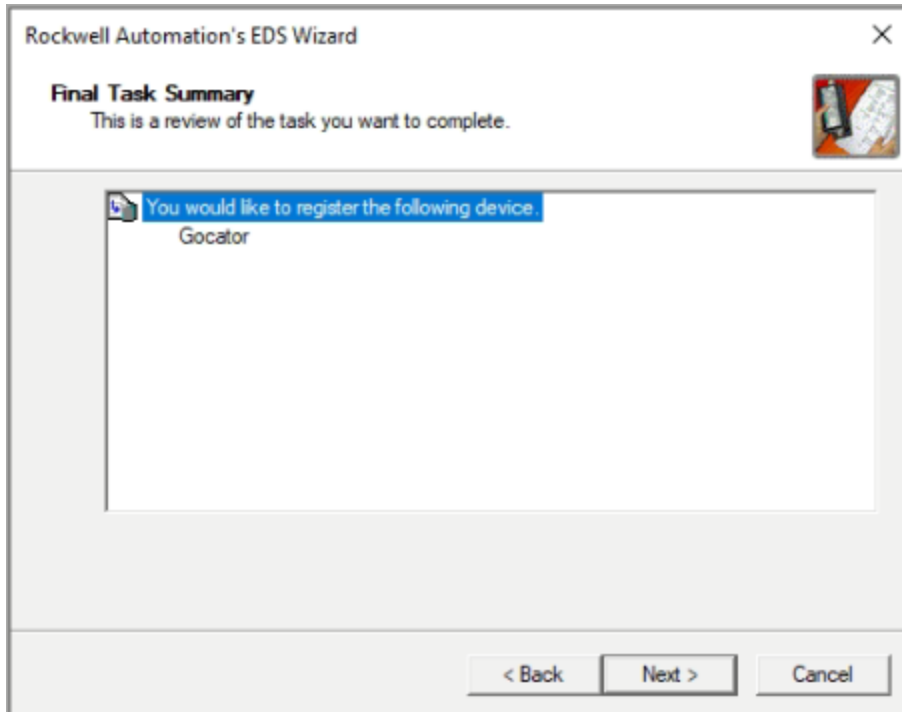 Rockwell Automation's EDS Wizard
Final Task Summary
This is a review of the task you want to complete.
You would like to register the following device.
Gocator
< Back
Next >
Cancel